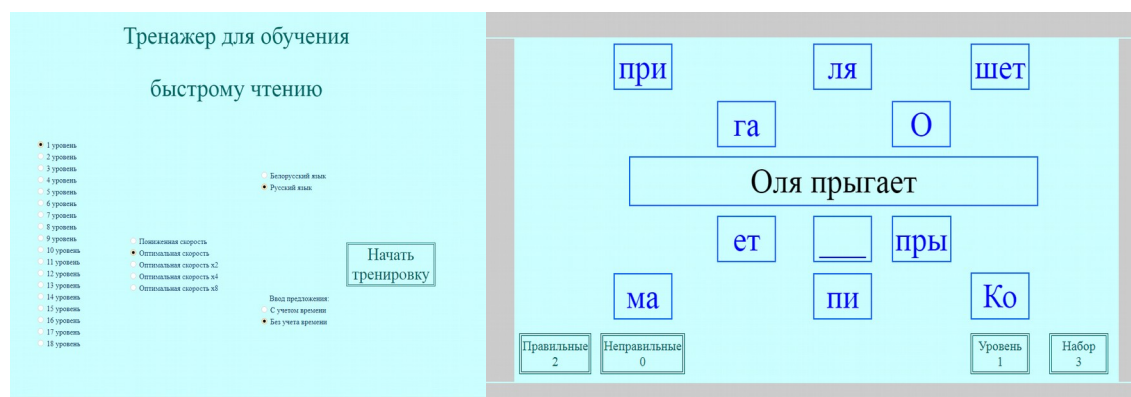 Тренажер для обучения
быстрому чтению
1 уровень
2 уровень
3 уровень
4 уровень
5 уровень
6 уровень
7 уровень
8 уровень
9 уровень
10 уровень
11 уровень
12 уровень
13 уровень
14 уровень
15 уровень
16 уровень
17 уровень
18 уровень
Пониженная скорость
Оптимальная скорость
Оптимальная скорость x2
Оптимальная скорость x4
Оптимальная скорость x8
Белорусский язык
Русский язык
Ввод предложения:
С учетом времени
Без учета времени
Начать
тренировку
при ля шет
га О
Оля прыгает
ет ___ пры
ма пи Ко
Правильные
2
Неправильные
0
Уровень
1
Набор
3